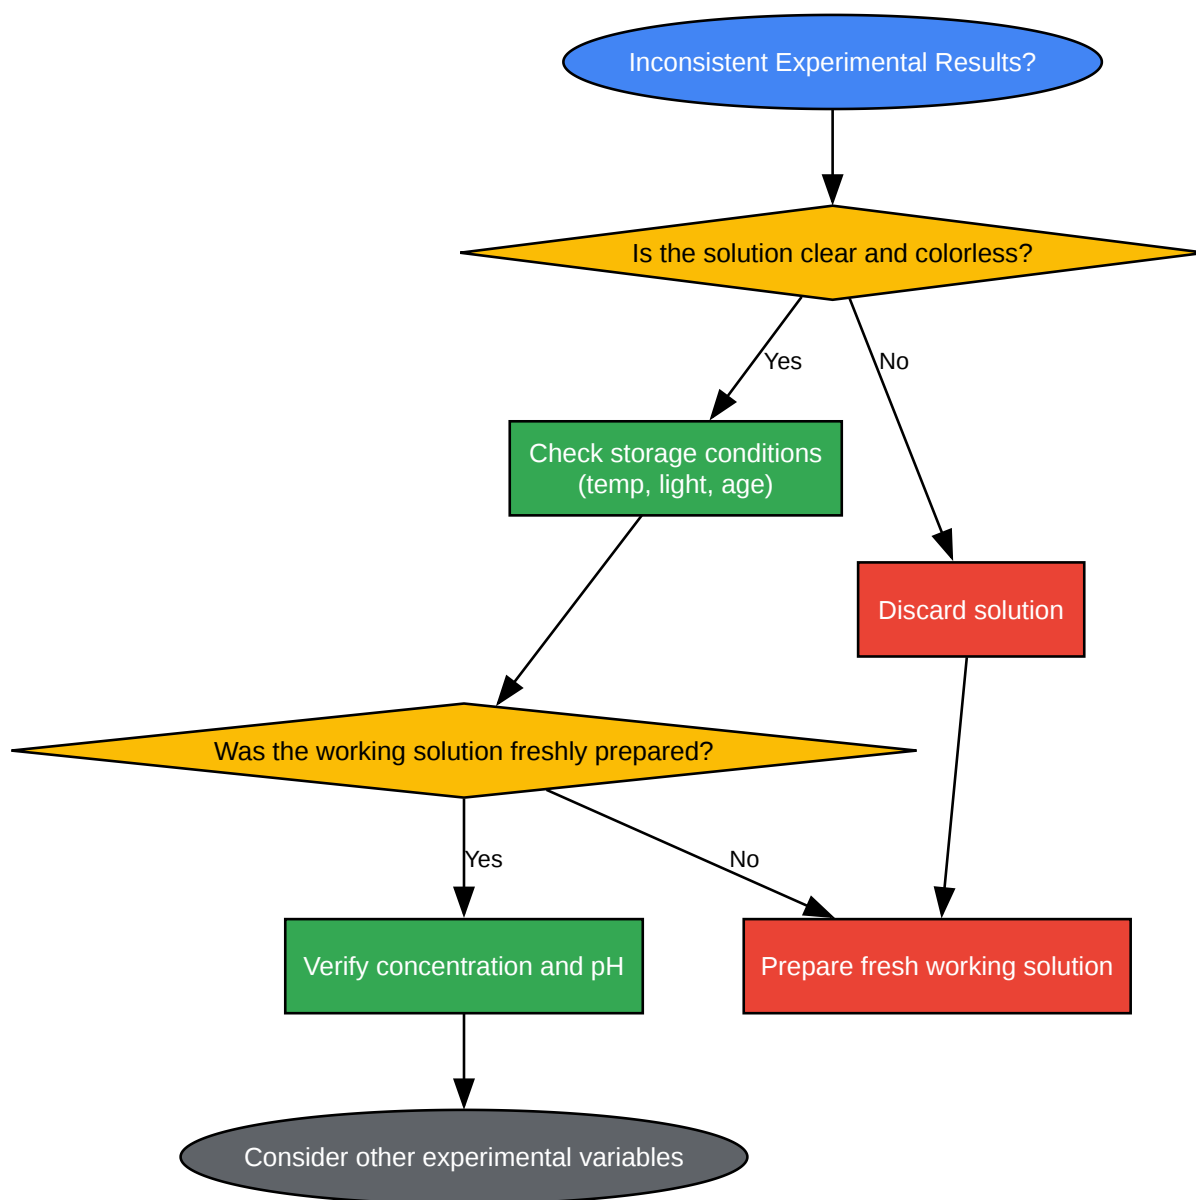 Inconsistent Experimental Results?
Is the solution clear and colorless?
Yes
No
Check storage conditions
(temp, light, age)
Discard solution
Was the working solution freshly prepared?
Yes
No
Verify concentration and pH
Prepare fresh working solution
Consider other experimental variables